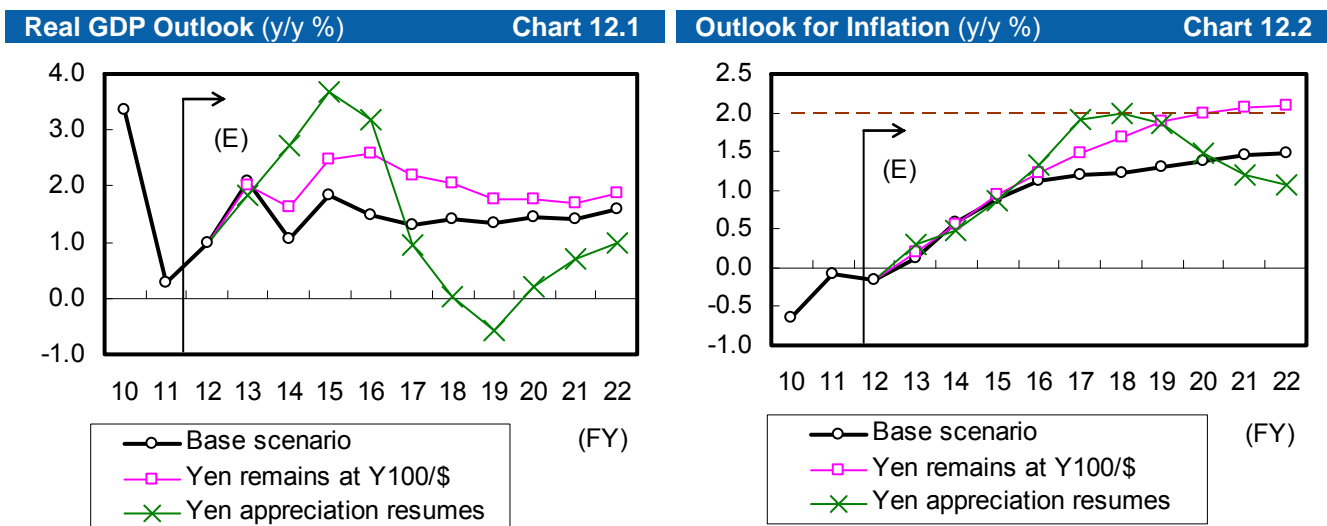 Real GDP Outlook (y/y %) Chart 12.1
4.0
3.0
2.0
1.0
0.0
-1.0
(E)
10 11 12 13 14 15 16 17 18 19 20 21 22
(FY)
Base scenario
Yen remains at Y100/$
Yen appreciation resumes
Outlook for Inflation (y/y %) Chart 12.2
2.5
2.0
1.5
1.0
0.5
0.0
-0.5
-1.0
(E)
10 11 12 13 14 15 16 17 18 19 20 21 22
(FY)
Base scenario
Yen remains at Y100/$
Yen appreciation resumes